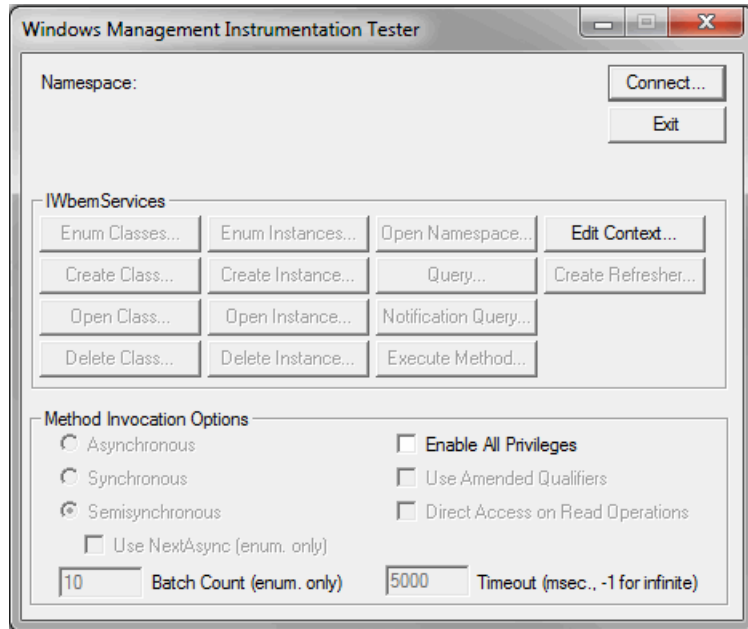 Windows Management Instrumentation Tester
Namespace:
Connect...
Exit
IWbemServices
Enum Classes... Enum Instances... Open Namespace... Edit Context...
Create Class... Create Instance... Query... Create Refresher...
Open Class... Open Instance... Notification Query...
Delete Class... Delete Instance... Execute Method...
Method Invocation Options
Asynchronous Enable All Privileges
Synchronous Use Amended Qualifiers
Semisynchronous Direct Access on Read Operations
Use NextAsync (enum. only)
10 Batch Count (enum. only) 5000 Timeout (msec., -1 for infinite)